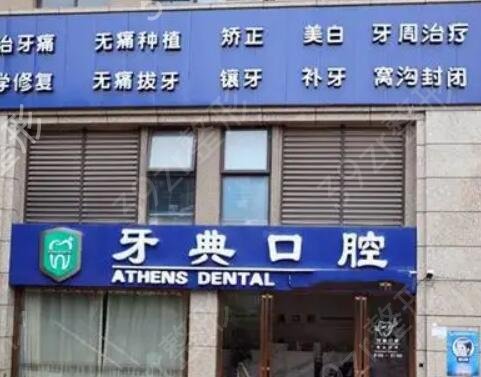 治牙痛 无痛种植 矫正 美白 牙周治疗
学修复 无痛拔牙 镶牙 补牙 窝沟封闭
牙典口腔
ATHENS DENTAL